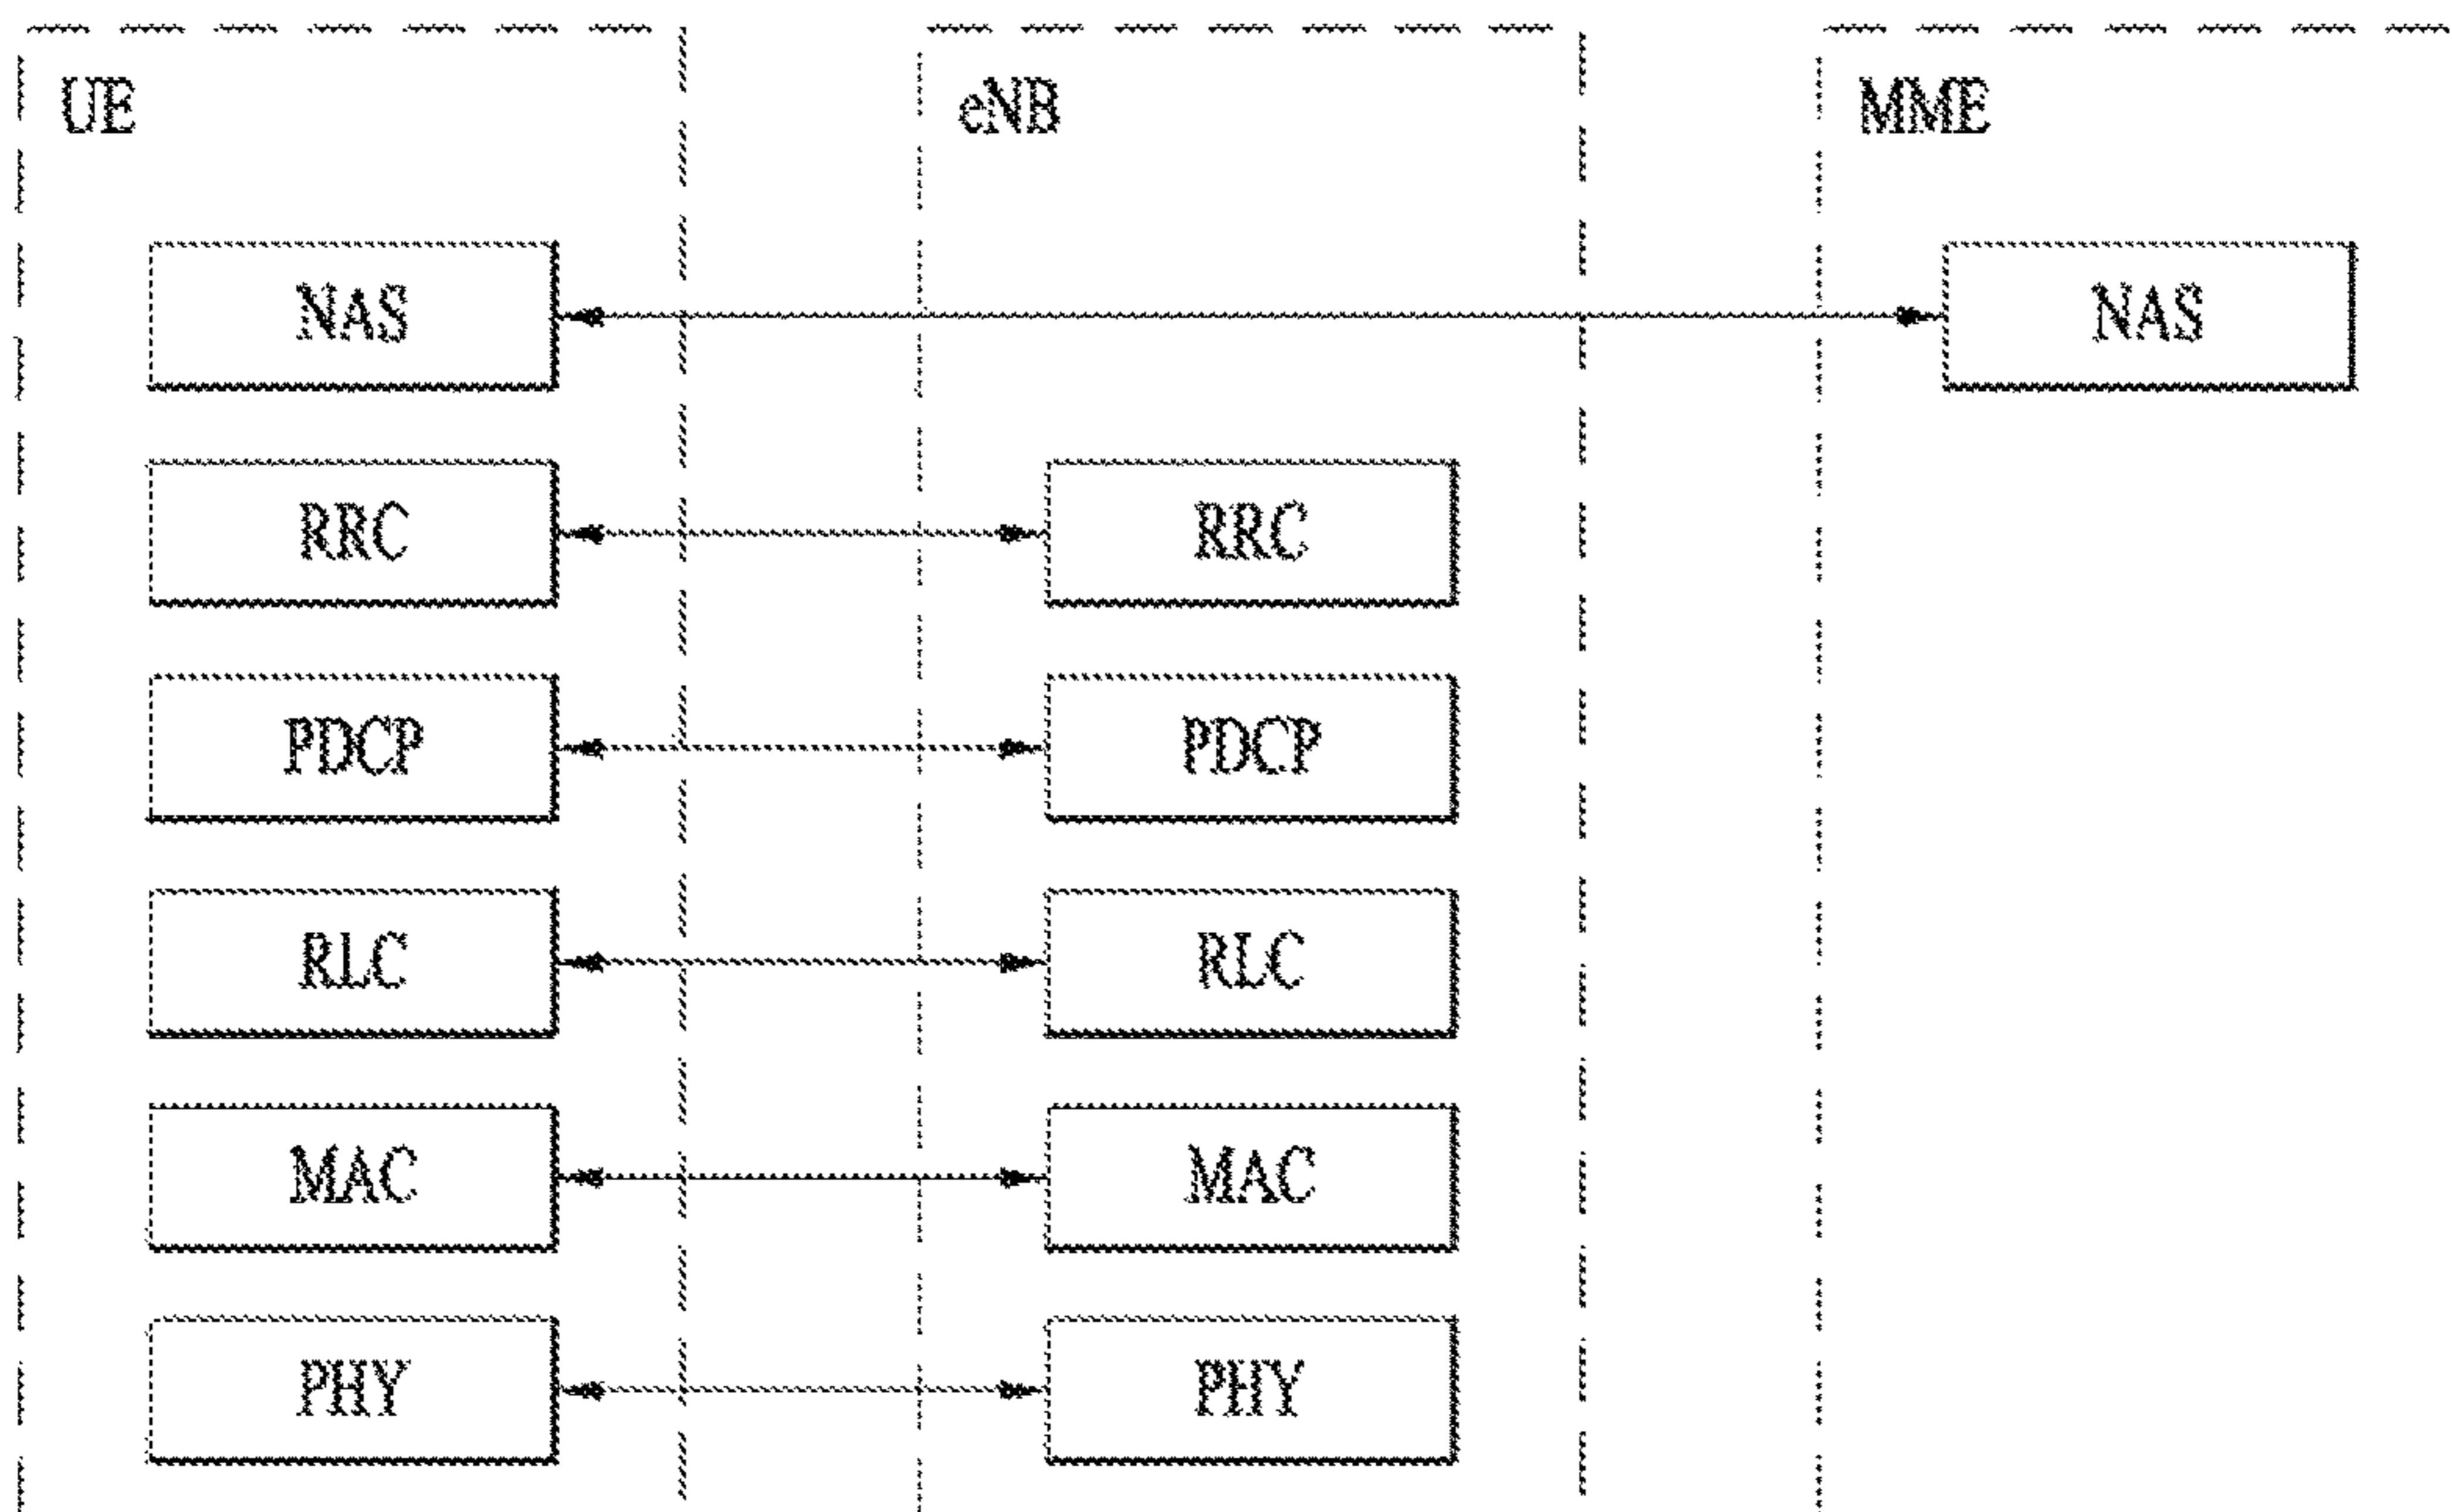 UE eNB MME
NAS NAS
RRC RRC
PDCP PDCP
RLC RLC
MAC MAC
PHY PHY